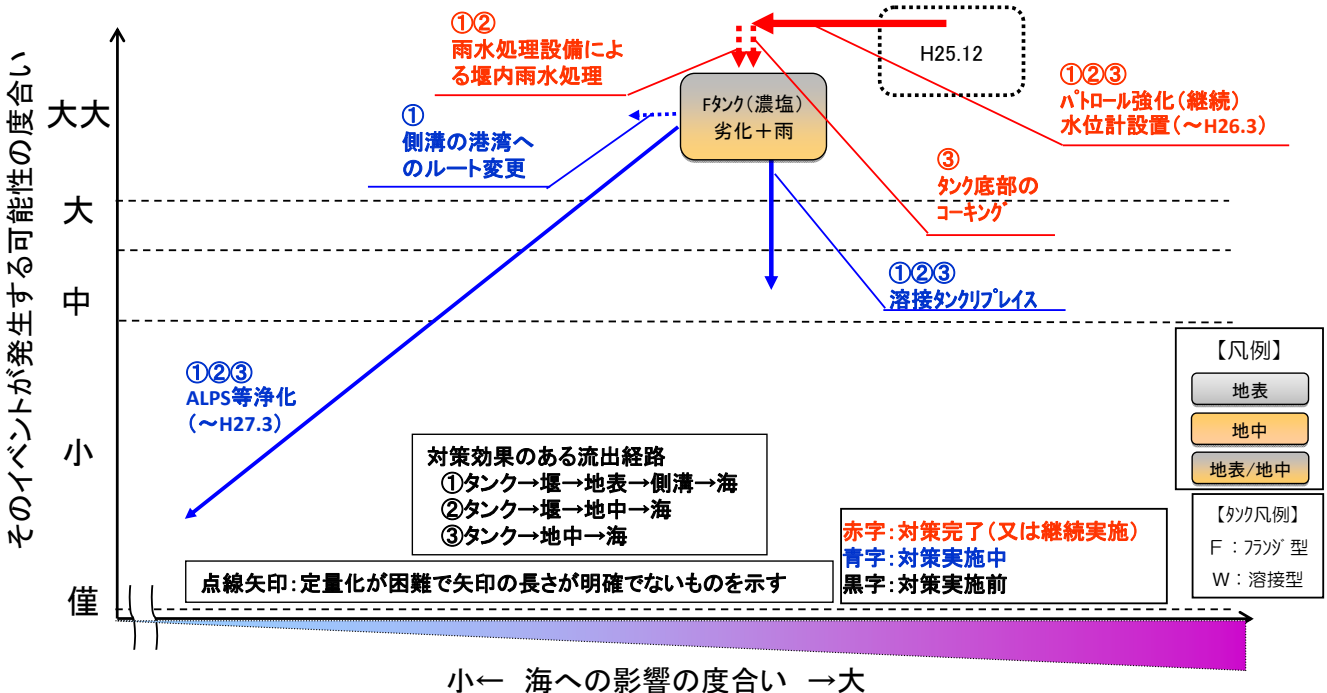 そのイベントが発生する可能性の度合い
大大
大
中
小
僅
①②
雨水処理設備によ
る堰内雨水処理
①
側溝の港湾へ
のルート変更
Fタンク(濃塩)
劣化+雨
H25.12
①②③
パトロール強化(継続)
水位計設置(~H26.3)
③
タンク底部の
コーキング
①②③
溶接タンクリプレイス
①②③
ALPS等浄化
(~H27.3)
対策効果のある流出経路
①タンク→堰→地表→側溝→海
②タンク→堰→地中→海
③タンク→地中→海
点線矢印:定量化が困難で矢印の長さが明確でないものを示す
赤字:対策完了(又は継続実施)
青字:対策実施中
黒字:対策実施前
【凡例】
地表
地中
地表/地中
【タンク凡例】
F:フランジ型
W:溶接型
小← 海への影響の度合い →大